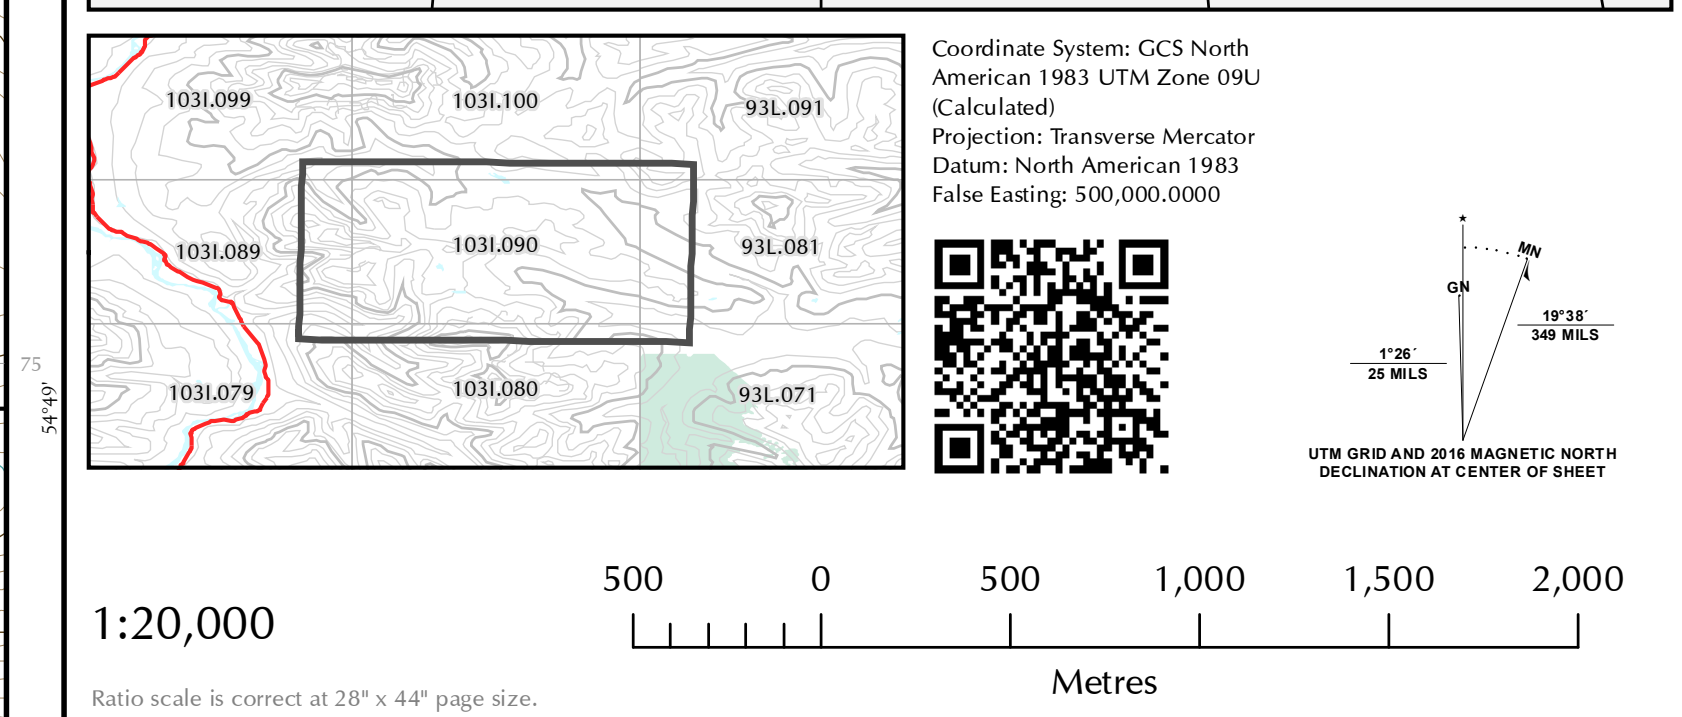 103I.099
103I.100
93L.091
103I.089
103I.090
93L.081
103I.079
103I.080
93L.071
75
54°49'
Coordinate System: GCS North
American 1983 UTM Zone 09U
(Calculated)
Projection: Transverse Mercator
Datum: North American 1983
False Easting: 500,000.0000
MN
GN
19°38´
349 MILS
1°26´
25 MILS
UTM GRID AND 2016 MAGNETIC NORTH
DECLINATION AT CENTER OF SHEET
1:20,000
500 0 500 1,000 1,500 2,000
Metres
Ratio scale is correct at 28" x 44" page size.